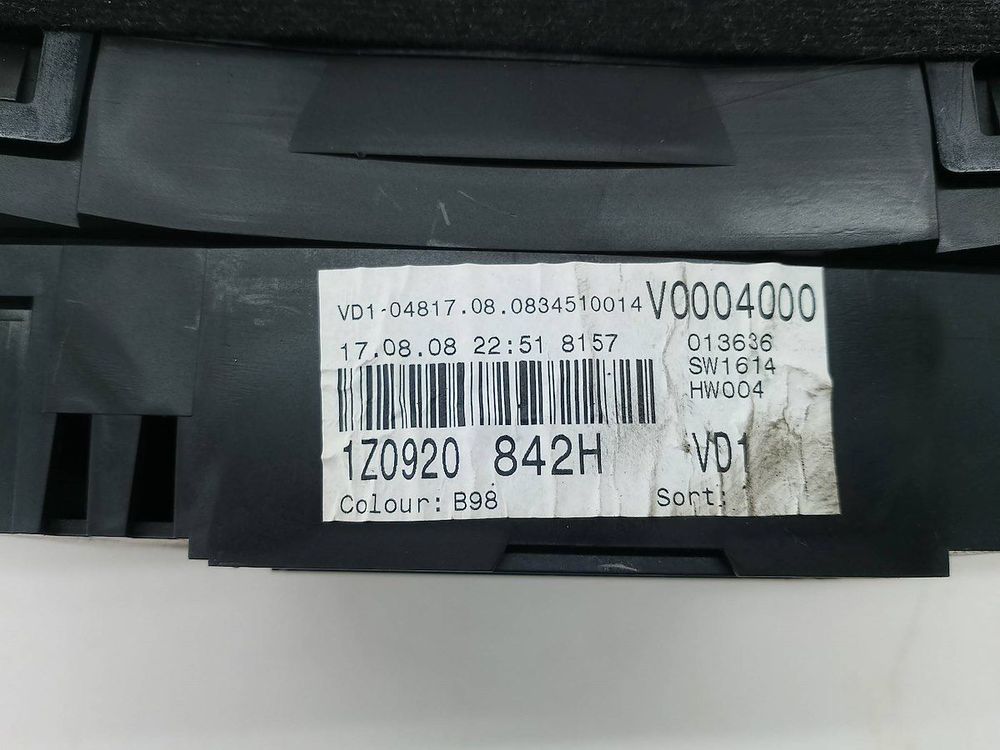 VD1-04817.08.0834510014 V0004000
17.08.08 22:51 8157 013636
SW1614
HW004
1Z0920 842H VD1
Colour: B98 Sort: